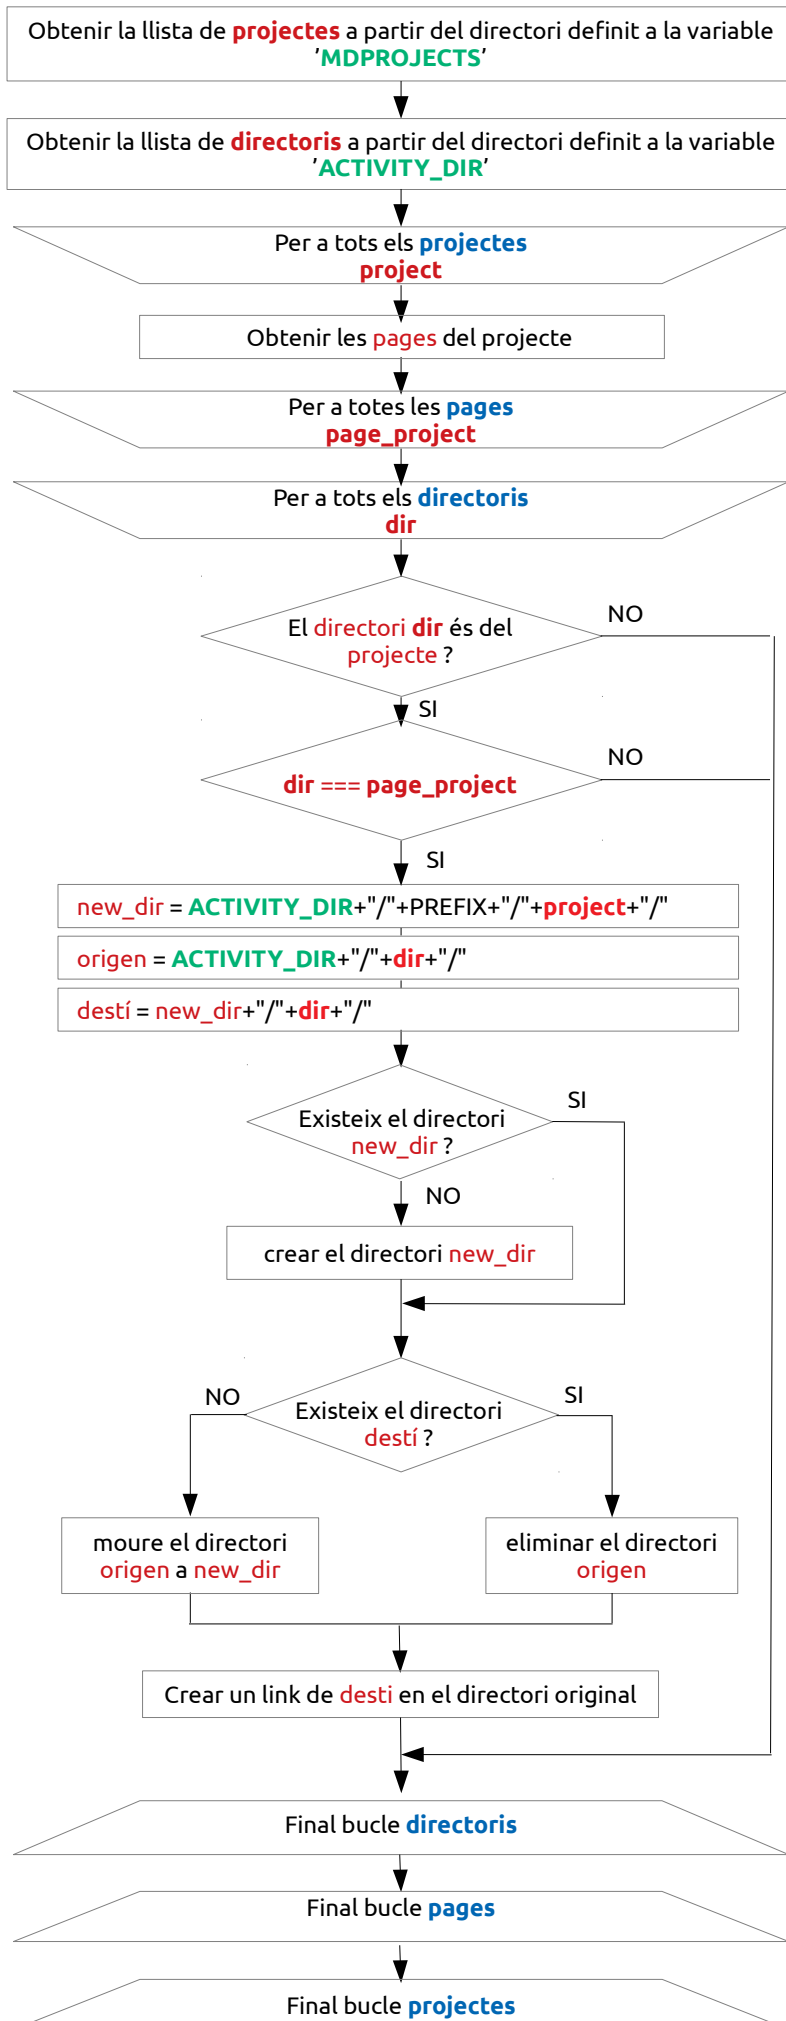 Obtenir la llista de projectes a partir del directori definit a la variable
'MDPROJECTS'
Obtenir la llista de directoris a partir del directori definit a la variable
'ACTIVITY_DIR'
Per a tots els projectes
project
Obtenir les pages del projecte
Per a totes les pages
page_project
Per a tots els directoris
dir
El directori dir és del
projecte ?
NO
SI
dir === page_project
NO
SI
new_dir = ACTIVITY_DIR+"/"+PREFIX+"/"+project+"/"
origen = ACTIVITY_DIR+"/"+dir+"/"
destí = new_dir+"/"+dir+"/"
Existeix el directori
new_dir ?
SI
NO
crear el directori new_dir
Existeix el directori
destí ?
NO
SI
moure el directori
origen a new_dir
eliminar el directori
origen
Crear un link de desti en el directori original
Final bucle directoris
Final bucle pages
Final bucle projectes